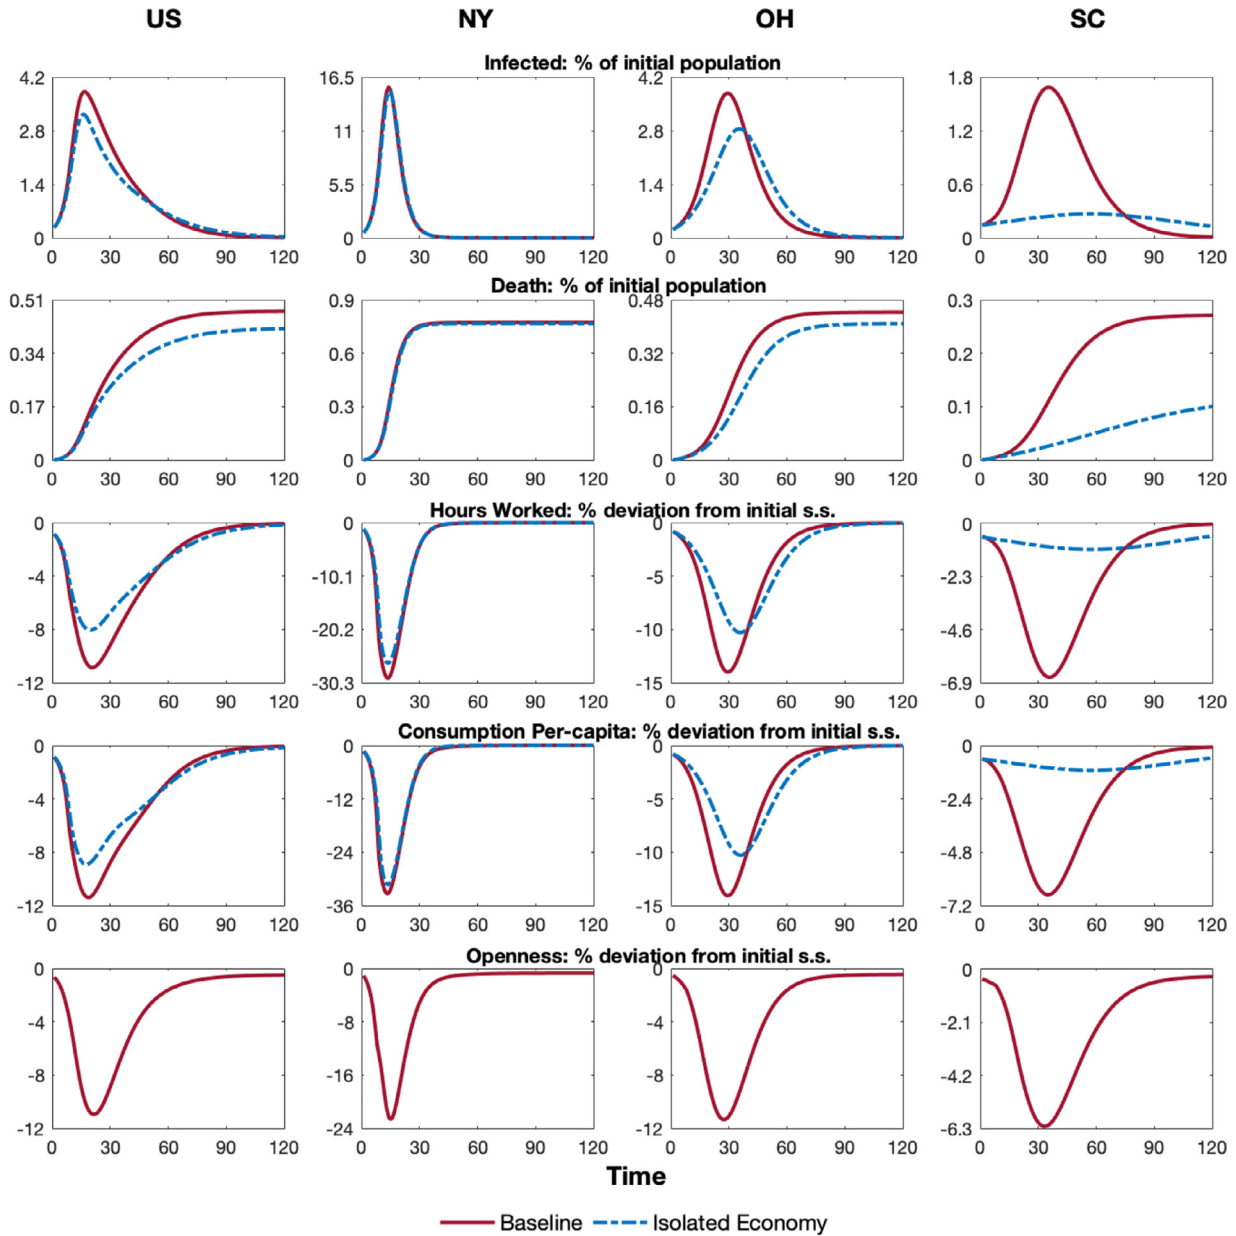 US NY OH SC
Infected: % of initial population
4.2 16.5 4.2 1.8
2.8 11 2.8 1.2
1.4 5.5 1.4 0.6
0 0 0 0
0 30 60 90 120 0 30 60 90 120 0 30 60 90 120 0 30 60 90 120
Death: % of initial population
0.51 0.9 0.48 0.3
0.34 0.6 0.32 0.2
0.17 0.3 0.16 0.1
0 0 0 0
0 30 60 90 120 0 30 60 90 120 0 30 60 90 120 0 30 60 90 120
Hours Worked: % deviation from initial s.s.
0 0 0 0
-4 -10.1 -5 -2.3
-8 -20.2 -10 -4.6
-12 -30.3 -15 -6.9
0 30 60 90 120 0 30 60 90 120 0 30 60 90 120 0 30 60 90 120
Consumption Per-capita: % deviation from initial s.s.
0 0 0 0
-4 -12 -5 -2.4
-8 -24 -10 -4.8
-12 -36 -15 -7.2
0 30 60 90 120 0 30 60 90 120 0 30 60 90 120 0 30 60 90 120
Openness: % deviation from initial s.s.
0 0 0 0
-4 -8 -4 -2.1
-8 -16 -8 -4.2
-12 -24 -12 -6.3
0 30 60 90 120 0 30 60 90 120 0 30 60 90 120 0 30 60 90 120
Time
Baseline Isolated Economy